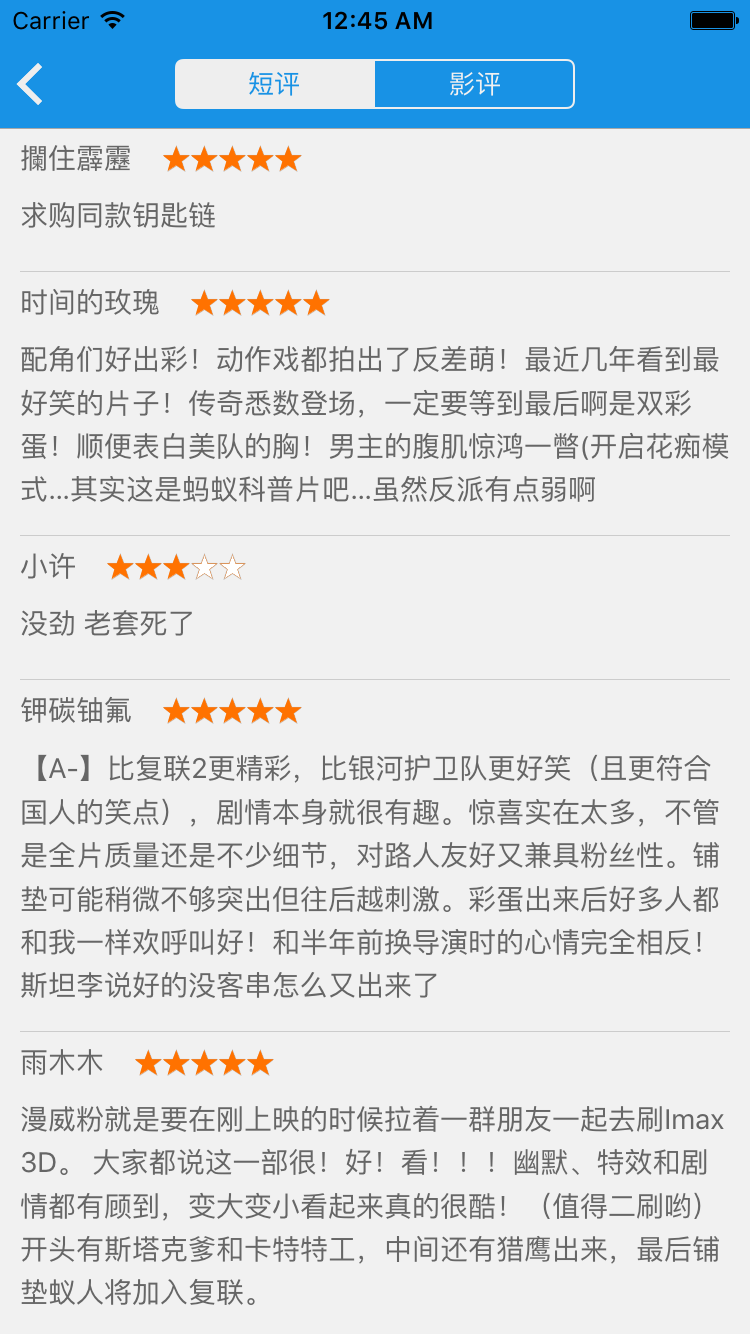 Carrier 12:45 AM
短评 影评
攔住霹靂
求购同款钥匙链
时间的玫瑰
配角们好出彩！动作戏都拍出了反差萌！最近几年看到最
好笑的片子！传奇悉数登场，一定要等到最后啊是双彩
蛋！顺便表白美队的胸！男主的腹肌惊鸿一瞥(开启花痴模
式...其实这是蚂蚁科普片吧...虽然反派有点弱啊
小许
没劲 老套死了
钾碳铀氟
【A-】比复联2更精彩，比银河护卫队更好笑（且更符合
国人的笑点），剧情本身就很有趣。惊喜实在太多，不管
是全片质量还是不少细节，对路人友好又兼具粉丝性。铺
垫可能稍微不够突出但往后越刺激。彩蛋出来后好多人都
和我一样欢呼叫好！和半年前换导演时的心情完全相反！
斯坦李说好的没客串怎么又出来了
雨木木
漫威粉就是要在刚上映的时候拉着一群朋友一起去刷Imax
3D。 大家都说这一部很！好！看！！！幽默、特效和剧
情都有顾到，变大变小看起来真的很酷！（值得二刷哟）
开头有斯塔克爹和卡特特工，中间还有猎鹰出来，最后铺
垫蚁人将加入复联。